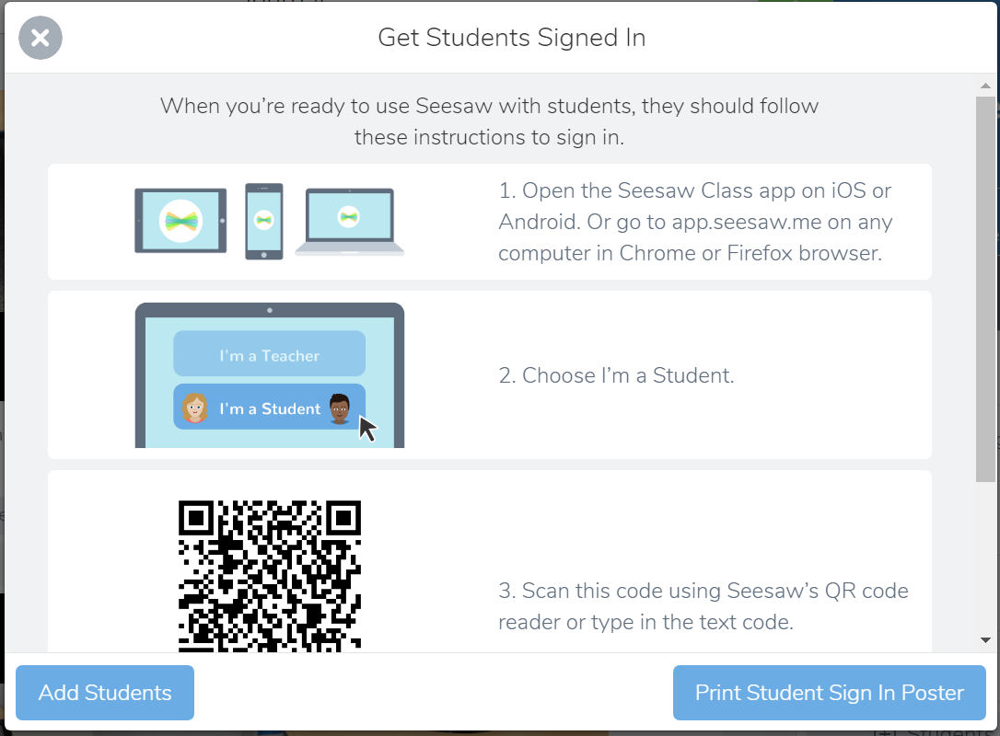 Get Students Signed In
When you’re ready to use Seesaw with students, they should follow
these instructions to sign in.
1. Open the Seesaw Class app on iOS or
Android. Or go to app.seesaw.me on any
computer in Chrome or Firefox browser.
I'm a Teacher
I'm a Student
2. Choose I’m a Student.
3. Scan this code using Seesaw’s QR code
reader or type in the text code.
Add Students
Print Student Sign In Poster